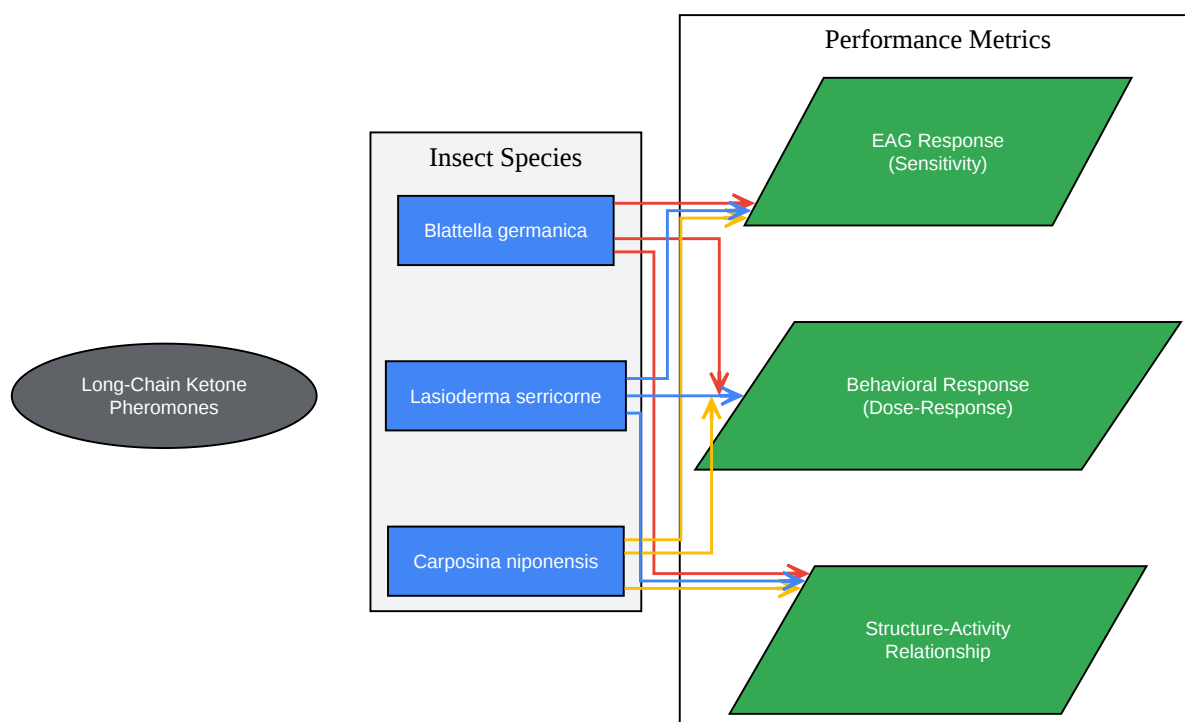 Performance Metrics
EAG Response
(Sensitivity)
Insect Species
Blattella germanica
Long-Chain Ketone
Pheromones
Lasioderma serricorne
Behavioral Response
(Dose-Response)
Carposina niponensis
Structure-Activity
Relationship